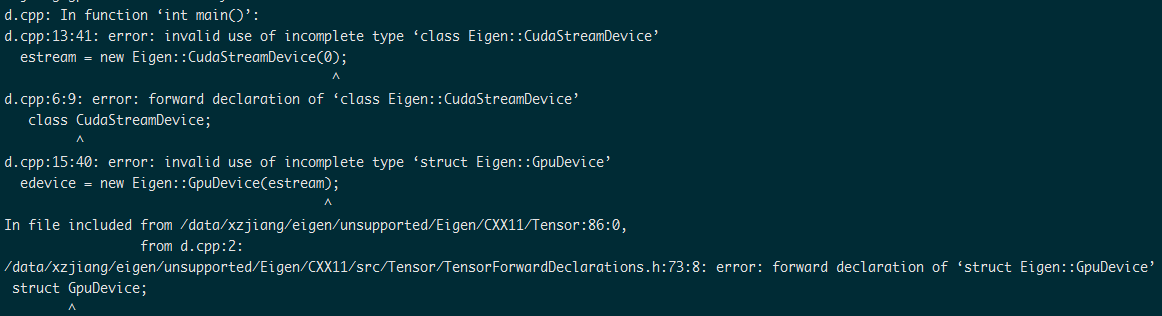 d.cpp: In function ‘int main()’:
d.cpp:13:41: error: invalid use of incomplete type ‘class Eigen::CudaStreamDevice’
  estream = new Eigen::CudaStreamDevice(0);
                                         ^
d.cpp:6:9: error: forward declaration of ‘class Eigen::CudaStreamDevice’
   class CudaStreamDevice;
         ^
d.cpp:15:40: error: invalid use of incomplete type ‘struct Eigen::GpuDevice’
  edevice = new Eigen::GpuDevice(estream);
                                        ^
In file included from /data/xzjiang/eigen/unsupported/Eigen/CXX11/Tensor:86:0,
                 from d.cpp:2:
/data/xzjiang/eigen/unsupported/Eigen/CXX11/src/Tensor/TensorForwardDeclarations.h:73:8: error: forward declaration of ‘struct Eigen::GpuDevice’
 struct GpuDevice;
        ^